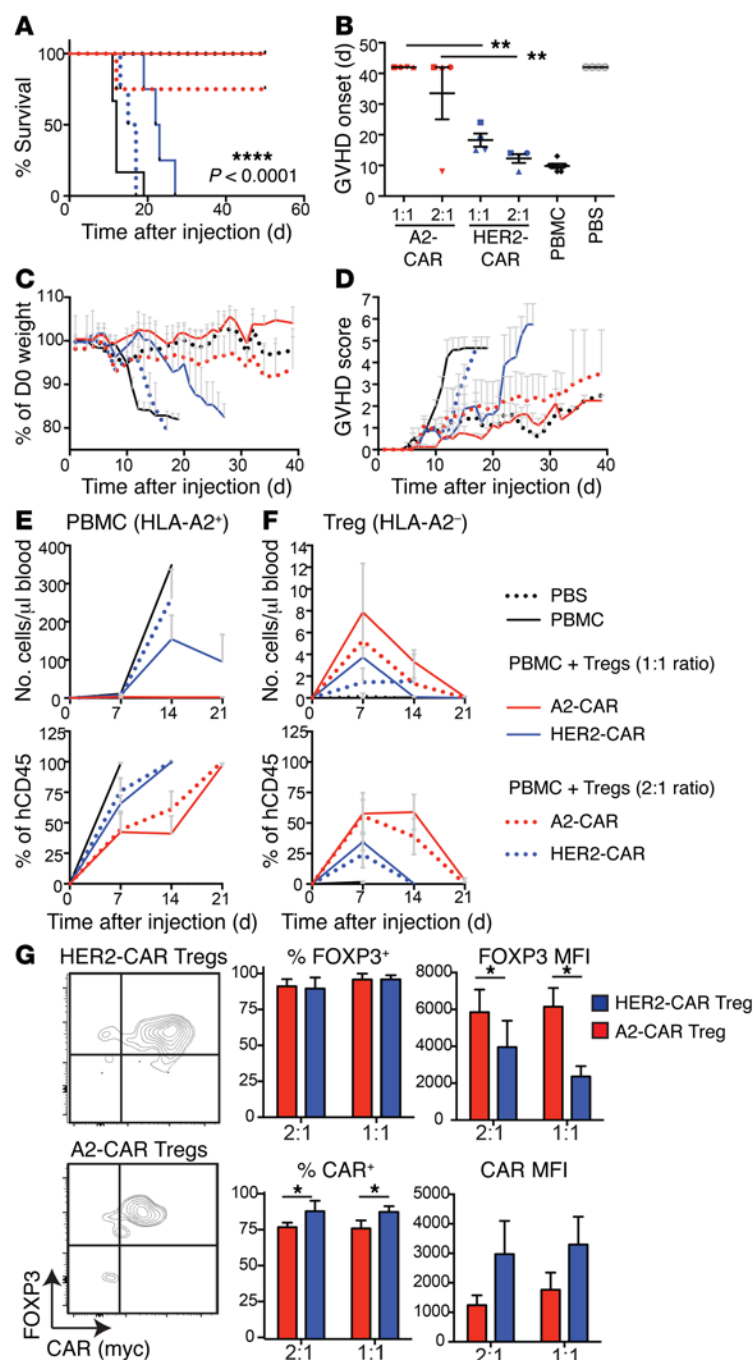 A
% Survival
100
50
0
0 20 40 60
****
P < 0.0001
Time after injection (d)
B
GVHD onset (d)
50
40
30
20
10
0
**
**
1:1 2:1 1:1 2:1
A2-
CAR
HER2-
CAR
PBMC
PBS
C
% of D0 weight
110
100
90
80
0 10 20 30 40
Time after injection (d)
D
GVHD score
7
6
5
4
3
2
1
0
0 10 20 30 40
Time after injection (d)
E
PBMC (HLA-A2+)
No. cells/μl blood
400
300
200
100
0
0 7 14 21
% of hCD45
125
100
75
50
25
0
0 7 14 21
Time after injection (d)
F
Treg (HLA-A2–)
No. cells/μl blood
14
12
10
8
6
4
2
0
0 7 14 21
% of hCD45
125
100
75
50
25
0
0 7 14 21
Time after injection (d)
PBS
PBMC
PBMC + Tregs (1:1 ratio)
A2-CAR
HER2-CAR
PBMC + Tregs (2:1 ratio)
A2-CAR
HER2-CAR
G
HER2-CAR Tregs
A2-CAR Tregs
FOXP3
CAR (myc)
% FOXP3+
100
75
50
25
0
2:1 1:1
FOXP3 MFI
8000
6000
4000
2000
0
* *
2:1 1:1
HER2-CAR Treg
A2-CAR Treg
% CAR+
100
75
50
25
0
* *
2:1 1:1
CAR MFI
5000
4000
3000
2000
1000
0
2:1 1:1